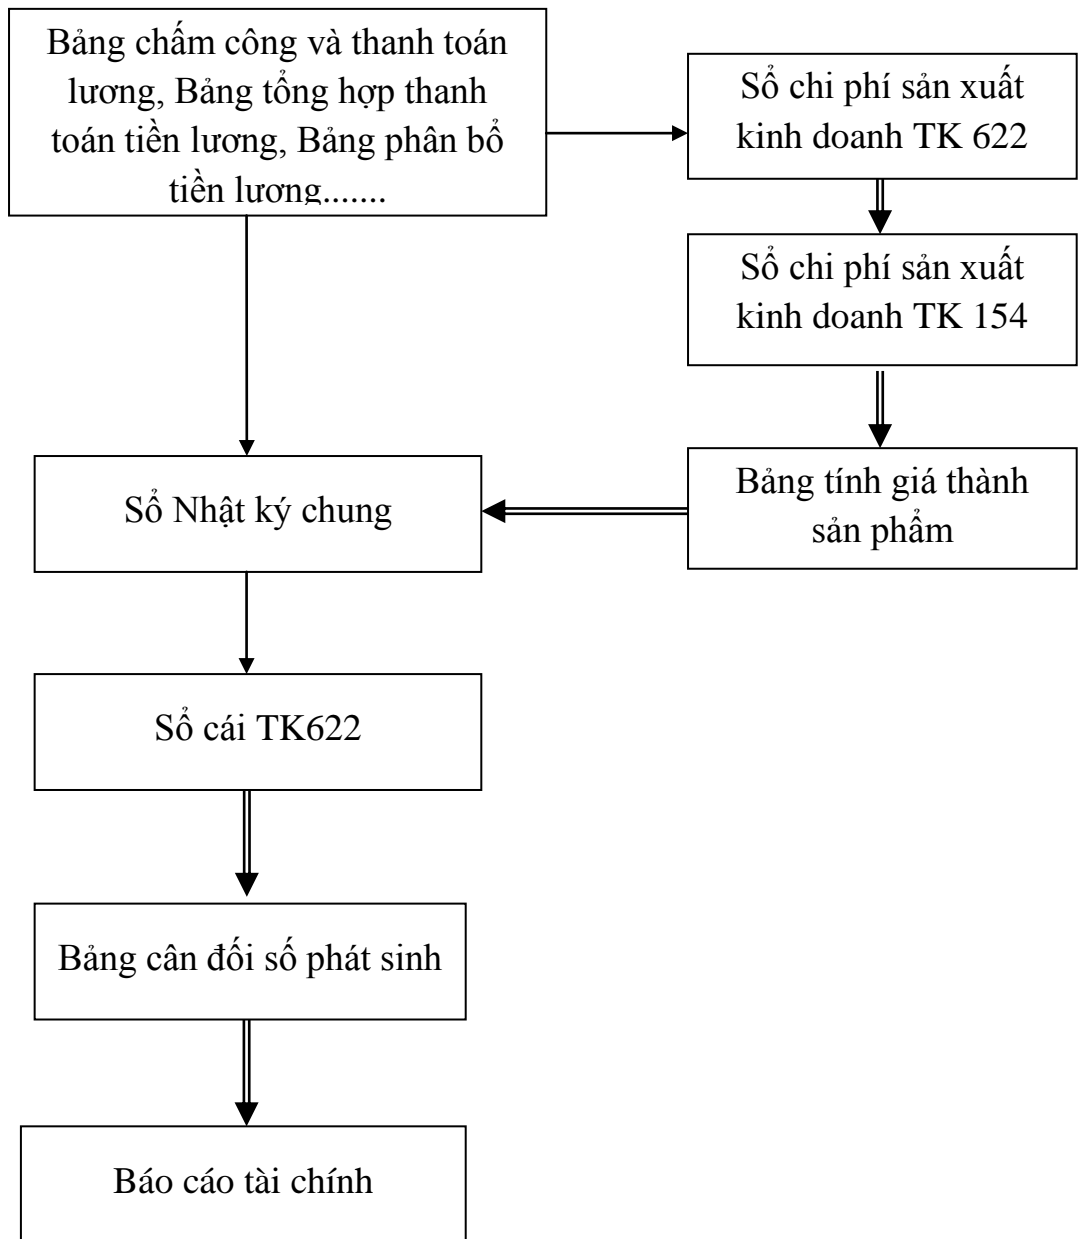 Bảng chấm công và thanh toán
lương, Bảng tổng hợp thanh
toán tiền lương, Bảng phân bổ
tiền lương.......
Sổ chi phí sản xuất
kinh doanh TK 622
Sổ chi phí sản xuất
kinh doanh TK 154
Bảng tính giá thành
sản phẩm
Sổ Nhật ký chung
Sổ cái TK622
Bảng cân đối số phát sinh
Báo cáo tài chính